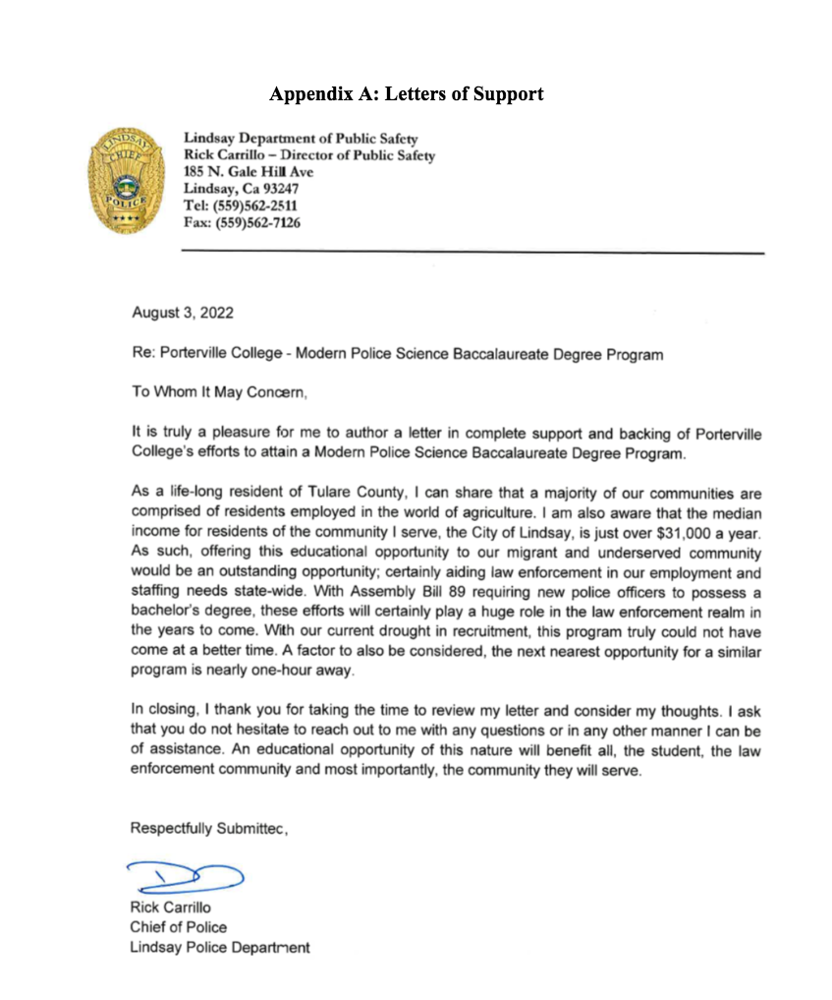 Appendix A: Letters of Support
LINDSAY
CHIEF
POLICE
Lindsay Department of Public Safety
Rick Carrillo – Director of Public Safety
185 N. Gale Hill Ave
Lindsay, Ca 93247
Tel: (559)562-2511
Fax: (559)562-7126
August 3, 2022
Re: Porterville College - Modern Police Science Baccalaureate Degree Program
To Whom It May Concern,
It is truly a pleasure for me to author a letter in complete support and backing of Porterville
College's efforts to attain a Modern Police Science Baccalaureate Degree Program.
As a life-long resident of Tulare County, I can share that a majority of our communities are
comprised of residents employed in the world of agriculture. I am also aware that the median
income for residents of the community I serve, the City of Lindsay, is just over $31,000 a year.
As such, offering this educational opportunity to our migrant and underserved community
would be an outstanding opportunity; certainly aiding law enforcement in our employment and
staffing needs state-wide. With Assembly Bill 89 requiring new police officers to possess a
bachelor's degree, these efforts will certainly play a huge role in the law enforcement realm in
the years to come. With our current drought in recruitment, this program truly could not have
come at a better time. A factor to also be considered, the next nearest opportunity for a similar
program is nearly one-hour away.
In closing, I thank you for taking the time to review my letter and consider my thoughts. I ask
that you do not hesitate to reach out to me with any questions or in any other manner I can be
of assistance. An educational opportunity of this nature will benefit all, the student, the law
enforcement community and most importantly, the community they will serve.
Respectfully Submittec,
Rick Carrillo
Chief of Police
Lindsay Police Department